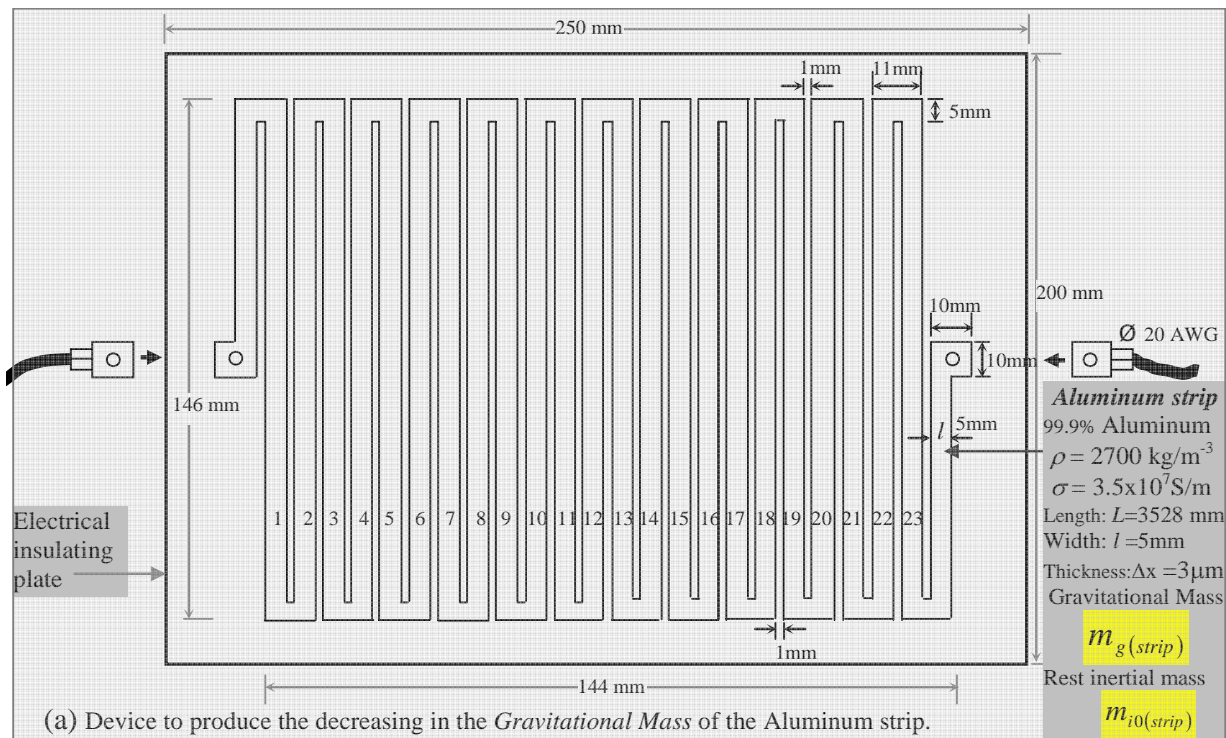 250 mm
1mm
11mm
5mm
200 mm
10mm
Ø 20 AWG
10mm
146 mm
Aluminum strip
l 5mm
99.9% Aluminum
ρ = 2700 kg/m-3
σ = 3.5x10⁷S/m
1 2 3 4 5 6 7 8 9 10 11 12 13 14 15 16 17 18 19 20 21 22 23
Electrical
insulating
plate
Length: L=3528 mm
Width: l =5mm
Thickness:Δx =3μm
Gravitational Mass
m g(strip)
1mm
Rest inertial mass
144 mm
m i0(strip)
(a) Device to produce the decreasing in the Gravitational Mass of the Aluminum strip.